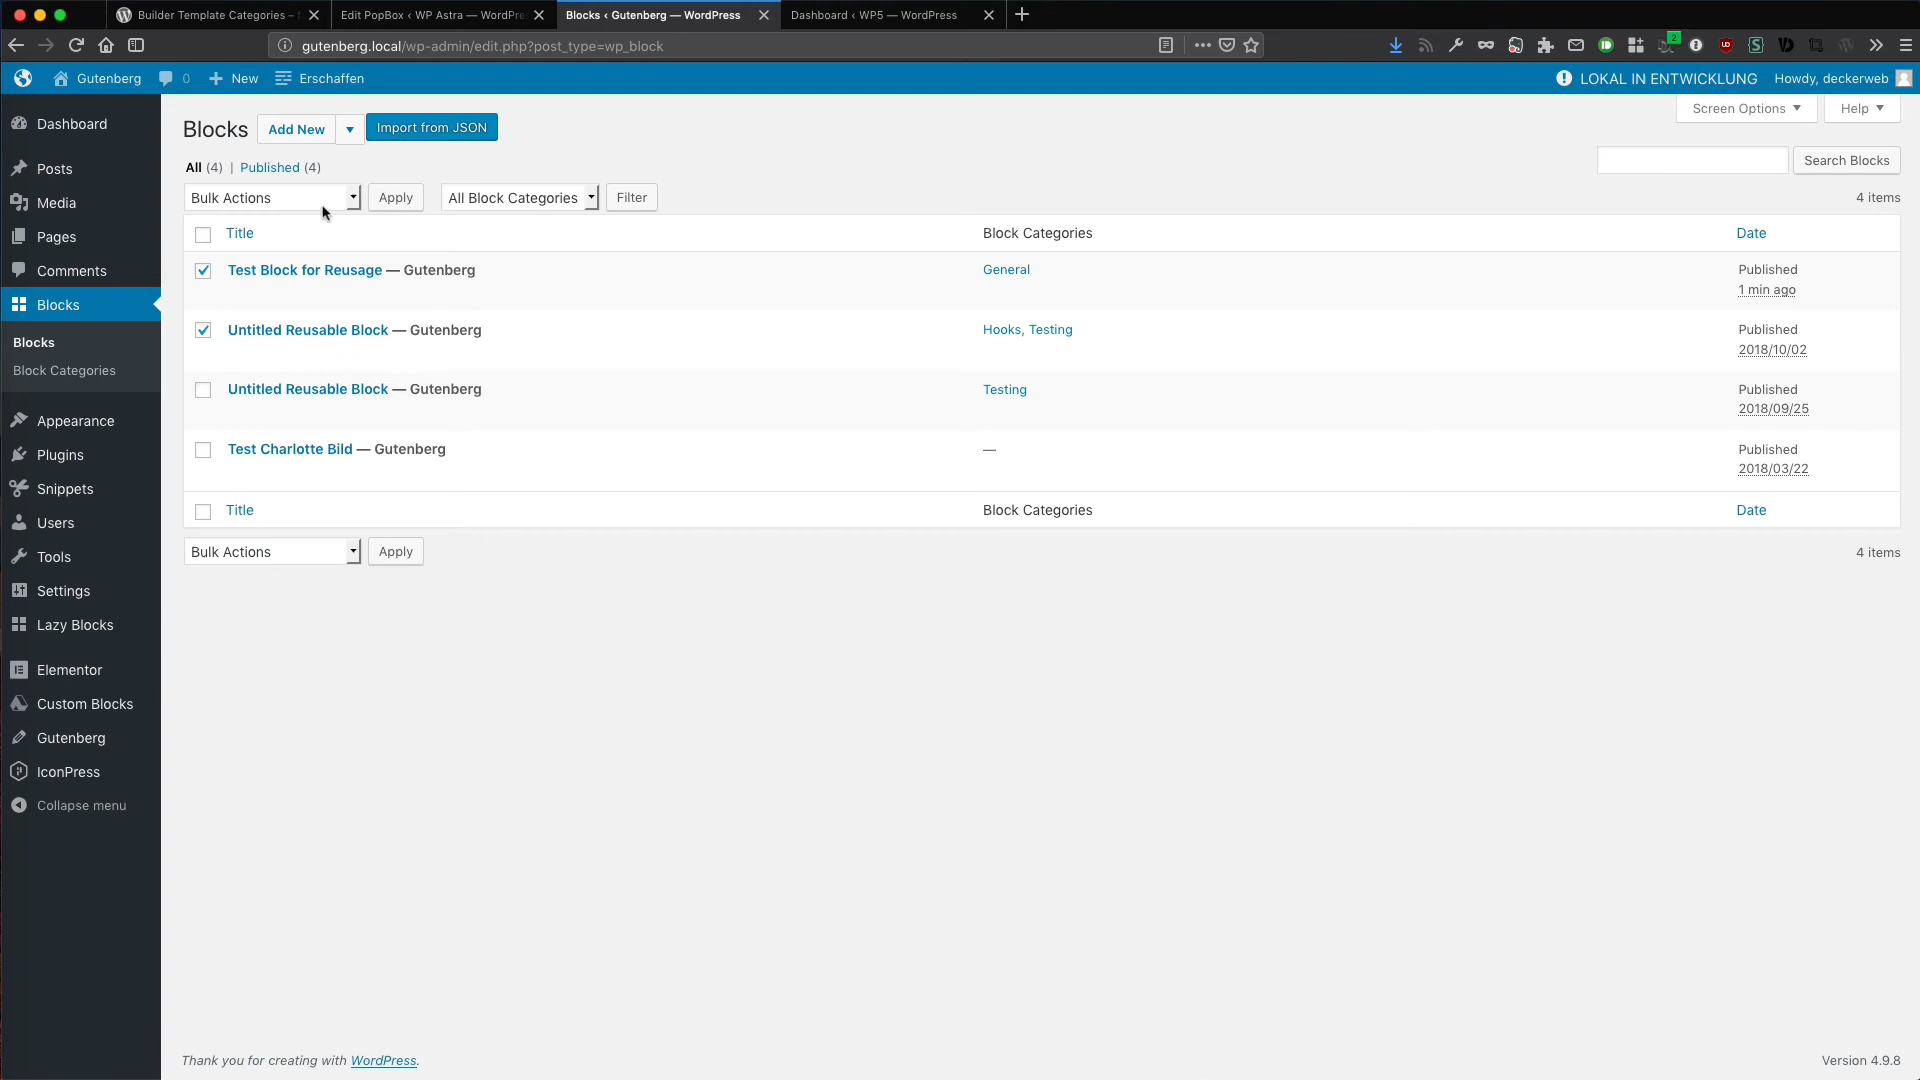 Builder Template Categories –
Edit PopBox ‹ WP Astra — WordPre
Blocks ‹ Gutenberg — WordPress
Dashboard ‹ WP5 — WordPress
gutenberg.local/wp-admin/edit.php?post_type=wp_block
2
Gutenberg
0
New
Erschaffen
LOKAL IN ENTWICKLUNG
Howdy, deckerweb
Dashboard
Posts
Media
Pages
Comments
Blocks
Blocks
Block Categories
Appearance
Plugins
Snippets
Users
Tools
Settings
Lazy Blocks
Elementor
Custom Blocks
Gutenberg
IconPress
Collapse menu
Screen Options
Help
Blocks
Add New
Import from JSON
All (4) | Published (4)
Search Blocks
Bulk Actions
Apply
All Block Categories
Filter
4 items
Title
Block Categories
Date
Test Block for Reusage — Gutenberg
General
Published
1 min ago
Untitled Reusable Block — Gutenberg
Hooks, Testing
Published
2018/10/02
Untitled Reusable Block — Gutenberg
Testing
Published
2018/09/25
Test Charlotte Bild — Gutenberg
—
Published
2018/03/22
Title
Block Categories
Date
Bulk Actions
Apply
4 items
Thank you for creating with WordPress.
Version 4.9.8